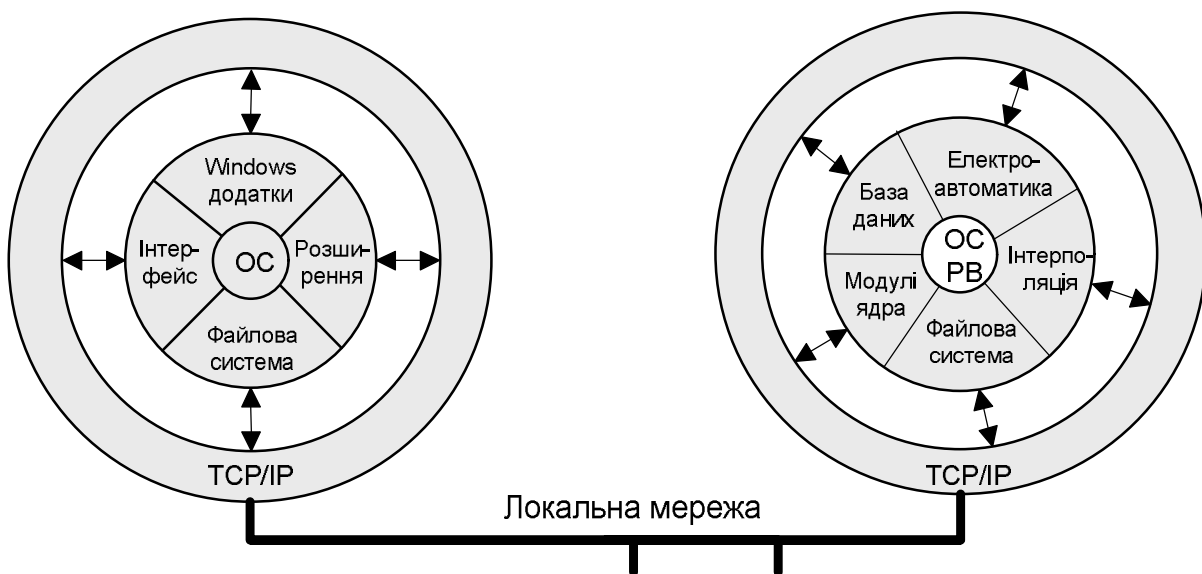 Windows
додатки
Інтер-
фейс
ОС
Розши-
рення
Файлова
система
TCP/IP
Електро-
автоматика
База
даних
ОС
РВ
Інтерпо-
ляція
Модулі
ядра
Файлова
система
TCP/IP
Локальна мережа